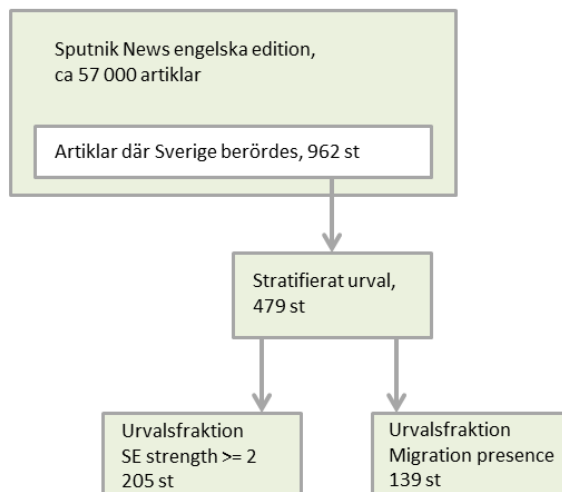 Sputnik News engelska edition,
ca 57 000 artiklar
Artiklar där Sverige berördes, 962 st
Stratifierat urval,
479 st
Urvalsfraktion
SE strength >= 2
205 st
Urvalsfraktion
Migration presence
139 st